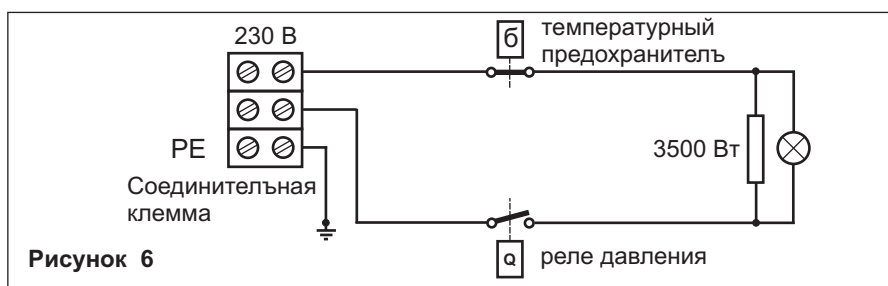 230 В
б
температурный
предохранителъ
PE
3500 Вт
Соединителъная
клемма
Q
реле давления
Рисунок 6